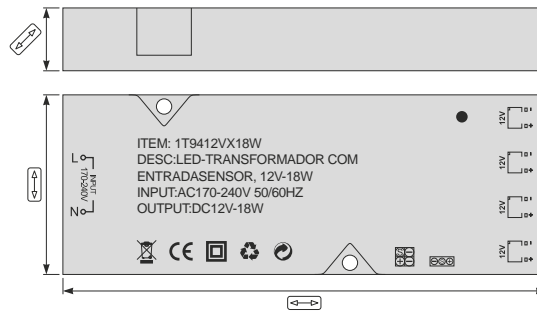 ITEM: 1T9412VX18W
DESC:LED-TRANSFORMADOR COM
ENTRADASENSOR, 12V-18W
INPUT:AC170-240V 50/60HZ
OUTPUT:DC12V-18W
L
INPUT
170-240V
N
CE
S
12V
12V
12V
12V